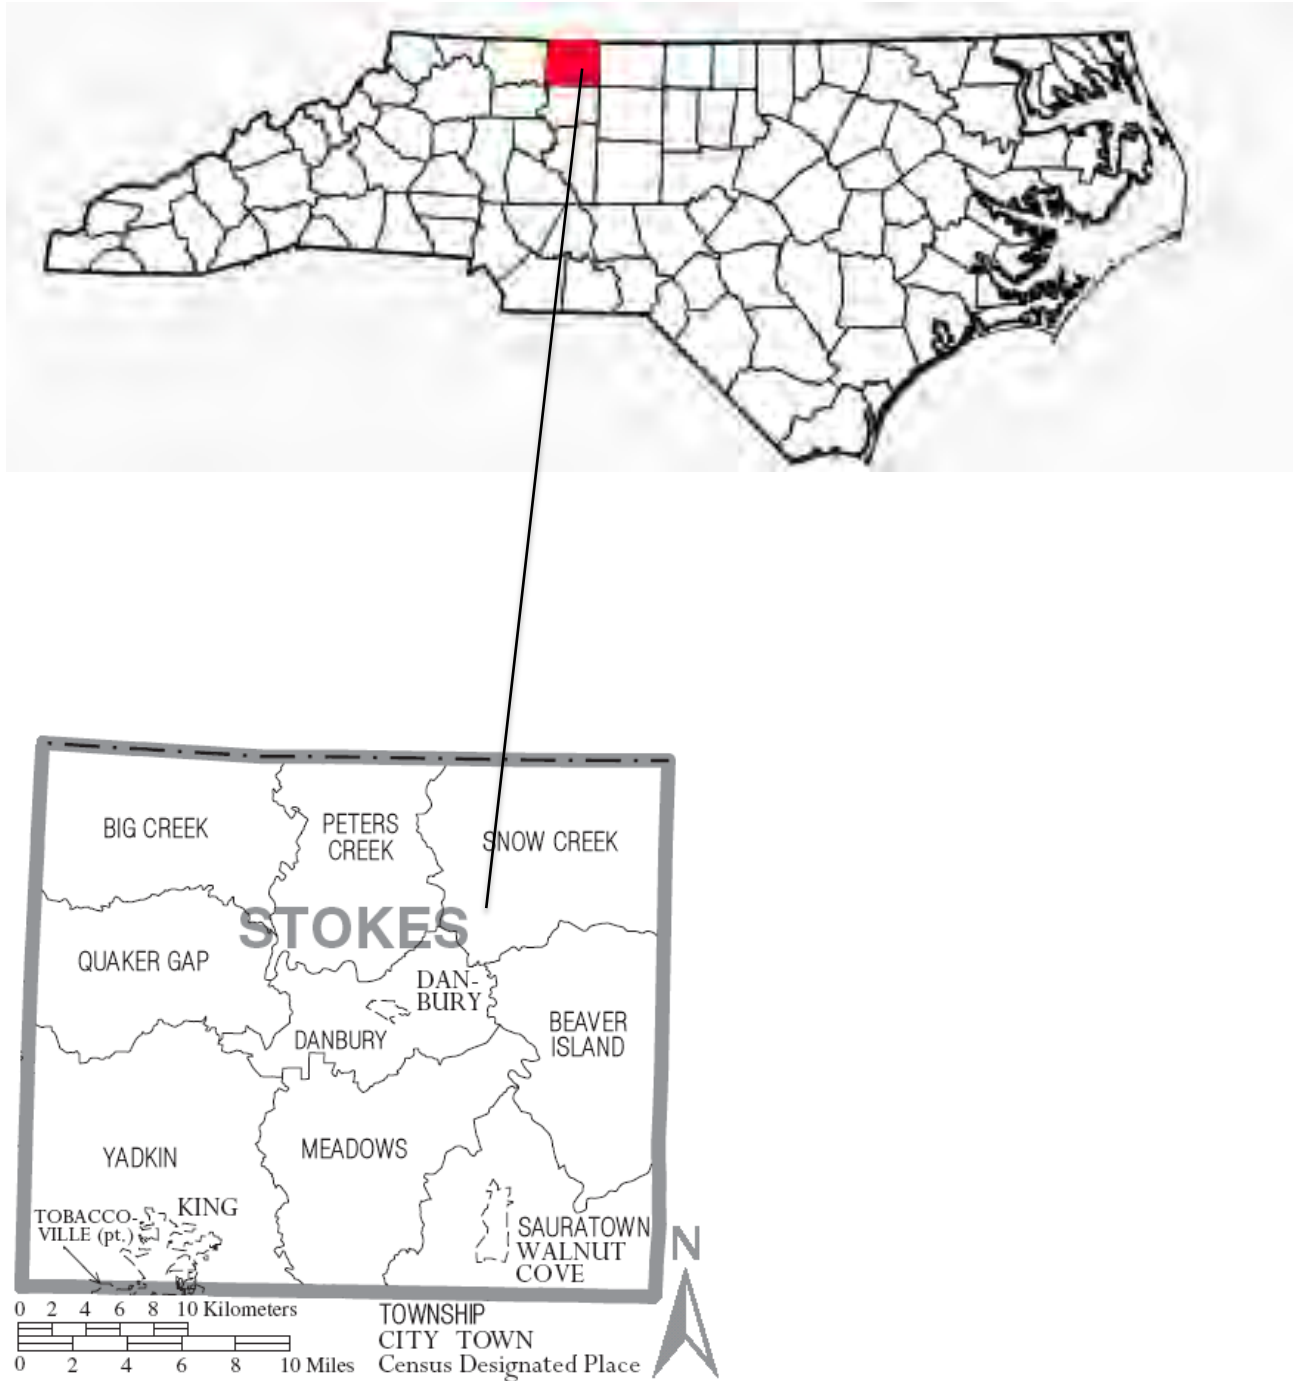 BIG CREEK
PETERS
CREEK
SNOW CREEK
STOKES
QUAKER GAP
DAN-
BURY
DANBURY
BEAVER
ISLAND
YADKIN
MEADOWS
KING
TOBACCO-
VILLE (pt.)
SAURATOWN
WALNUT
COVE
N
0 2 4 6 8 10 Kilometers
0 2 4 6 8 10 Miles
TOWNSHIP
CITY TOWN
Census Designated Place